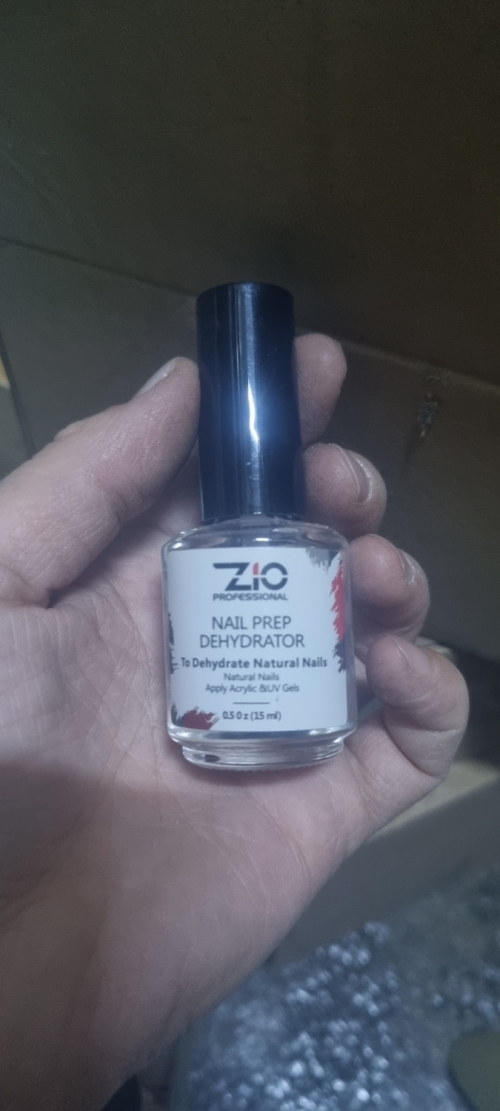 ZIO
PROFESSIONAL
NAIL PREP
DEHYDRATOR
To Dehydrate Natural Nails
Natural Nails
Apply Acrylic &UV Gels
0.5 0 z (15 ml)